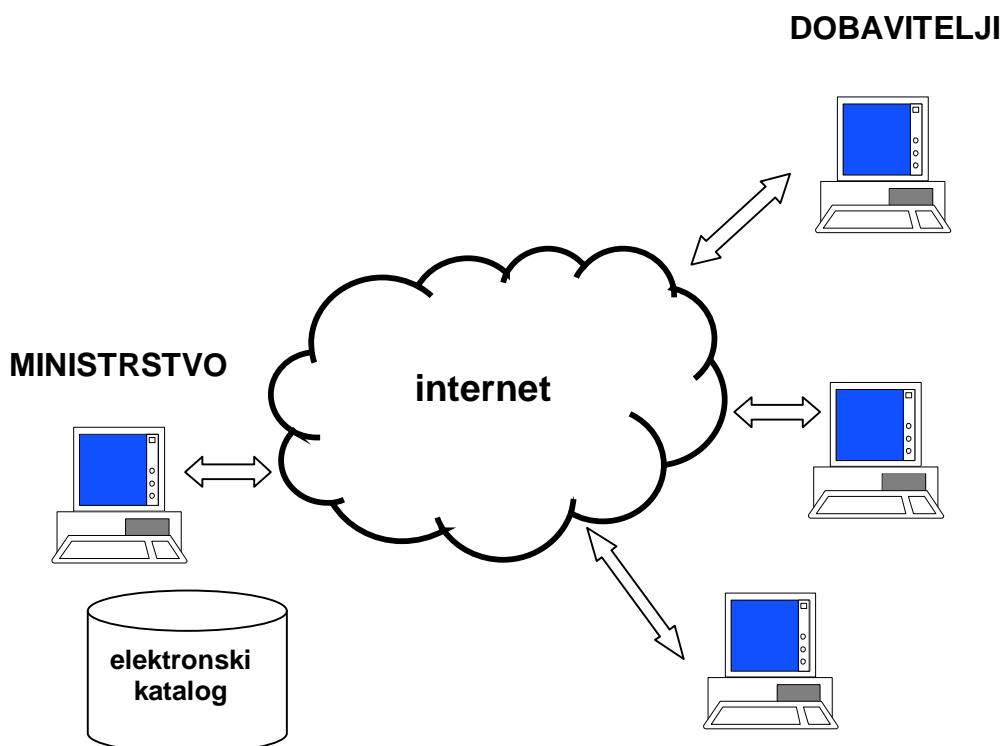 DOBAVITELJI
MINISTRSTVO
internet
elektronski
katalog